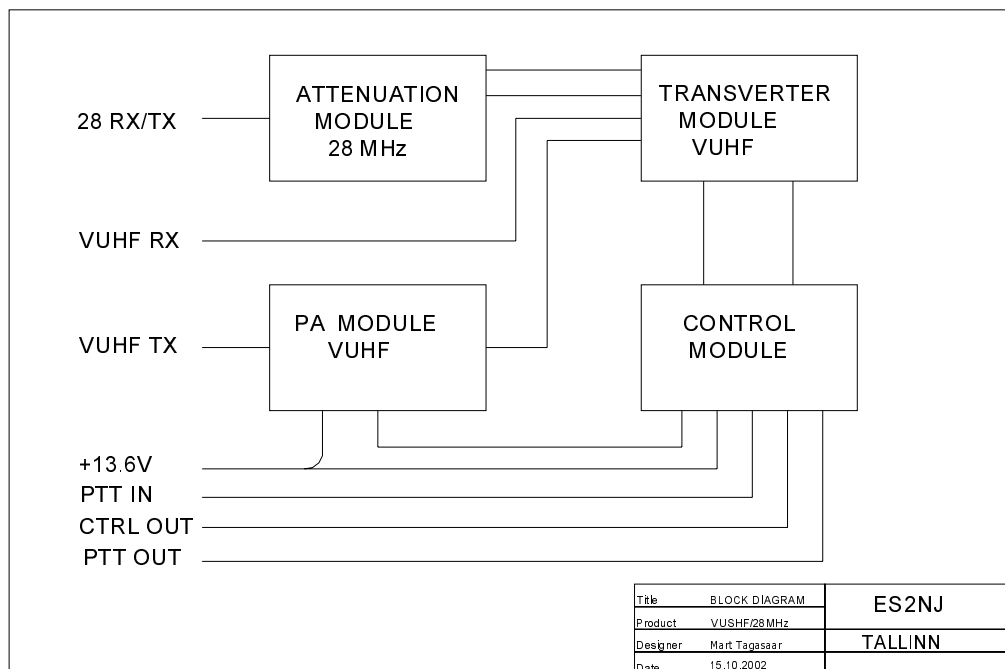 28 RX/TX
ATTENUATION
MODULE
28 MHz
TRANSVERTER
MODULE
VUHF
VUHF RX
VUHF TX
PA MODULE
VUHF
CONTROL
MODULE
+13.6V
PTT IN
CTRL OUT
PTT OUT
Title BLOCK DIAGRAM
Product VUSHF/28MHz
Designer Mart Tagasaar
Date 15.10.2002
ES2NJ
TALLINN